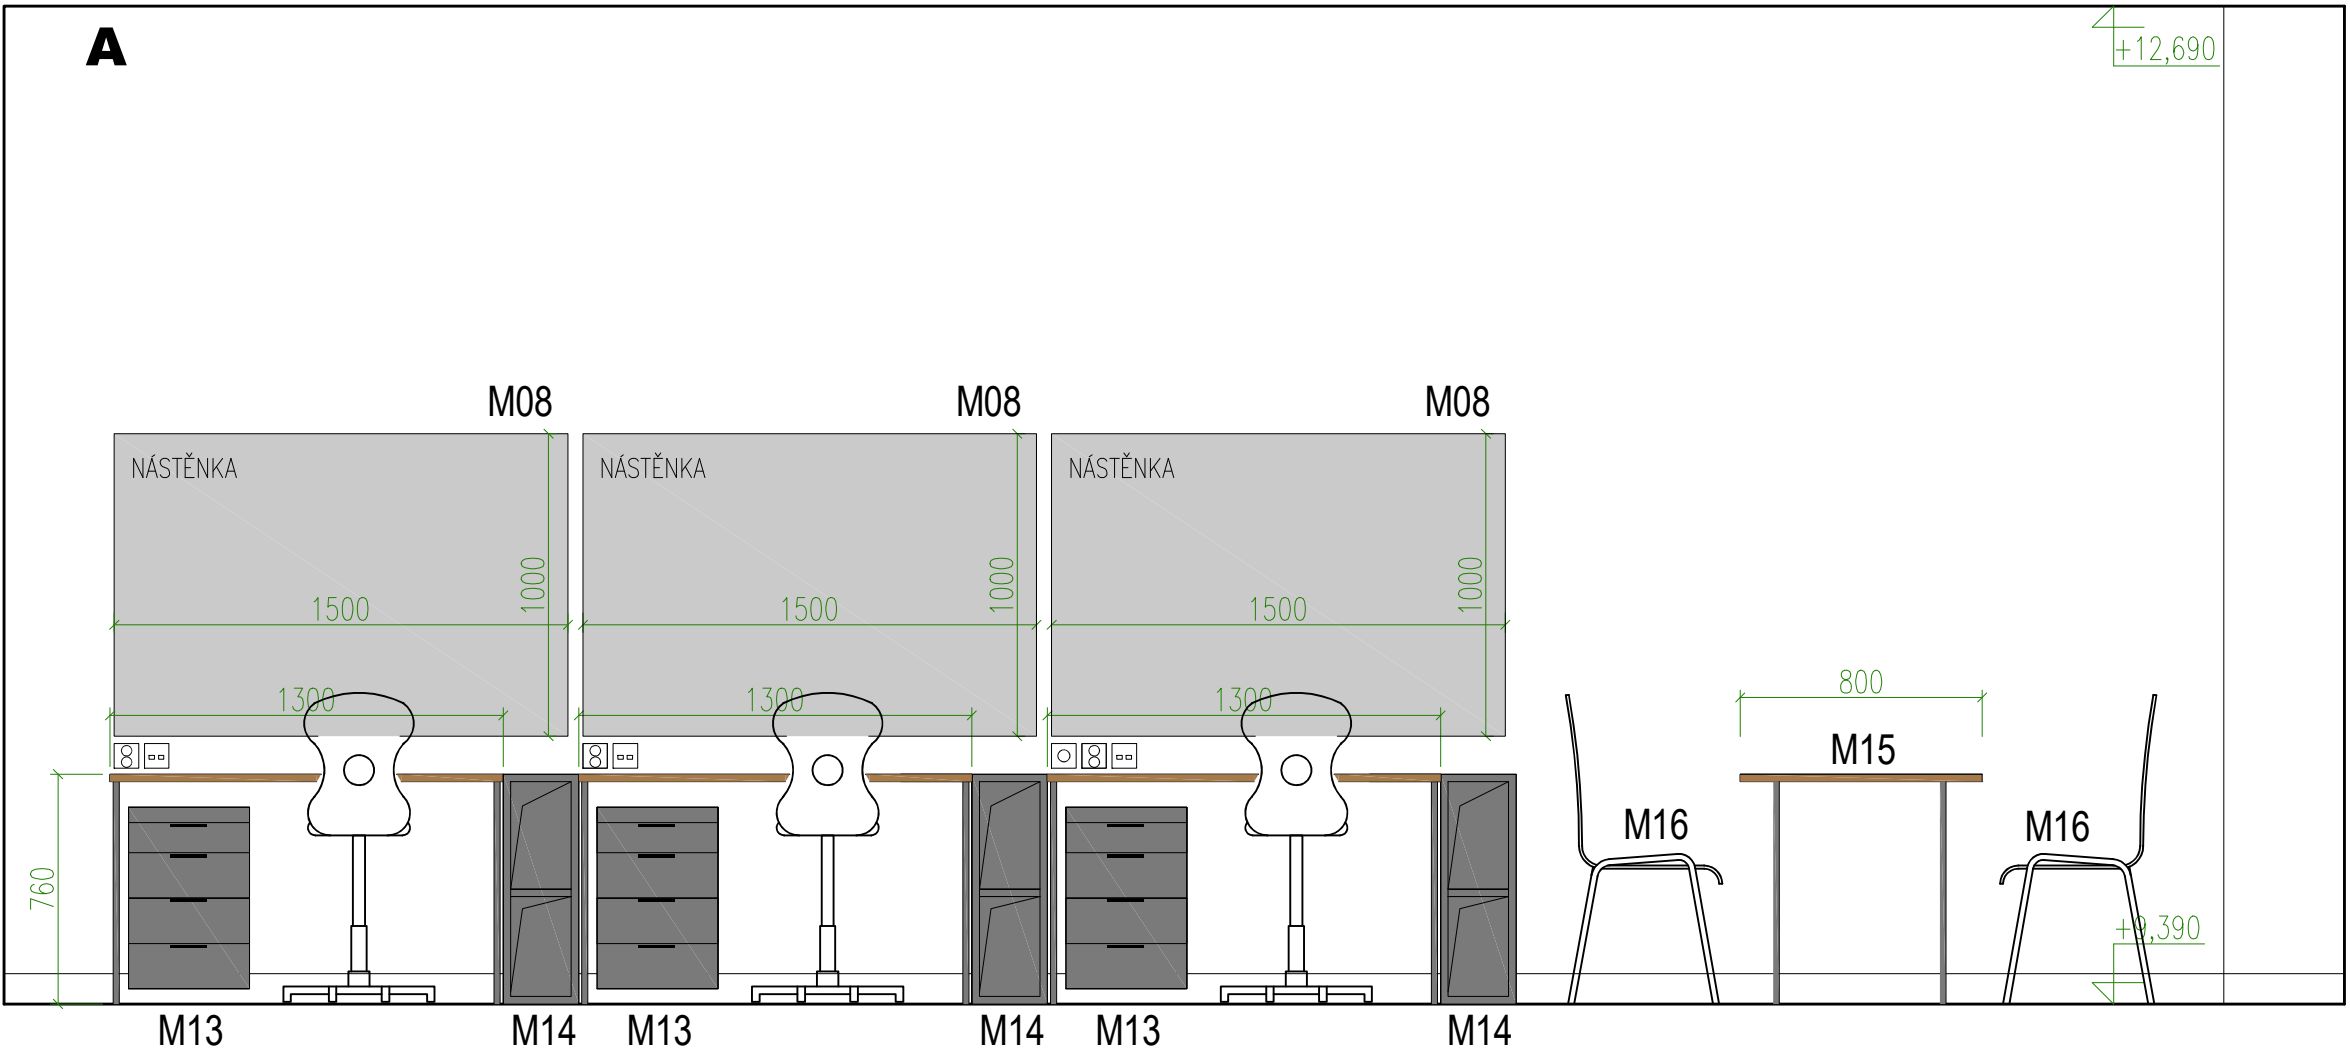 A
+12,690
M08 M08 M08
NÁSTĚNKA NÁSTĚNKA NÁSTĚNKA
1000 1000 1000
1500 1500 1500
1300 1300 1300
800
M15
M16 M16
760
+9,390
M13 M14 M13 M14 M13 M14